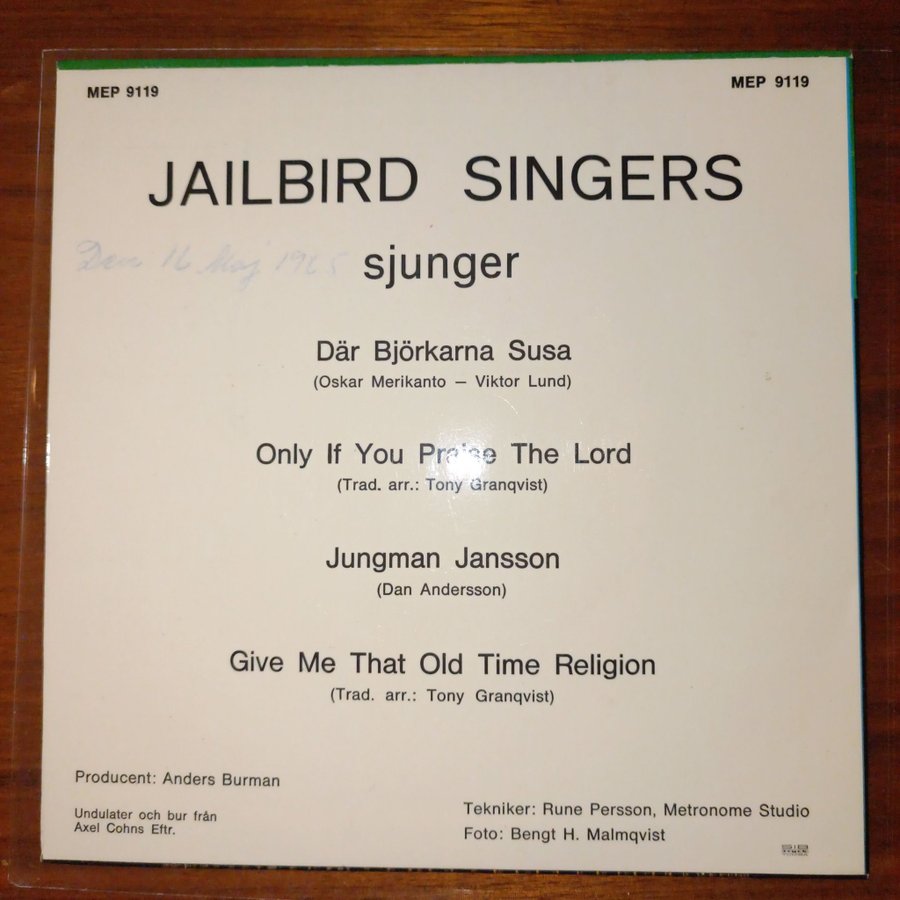 MEP 9119
MEP 9119
JAILBIRD SINGERS
Den 16 Maj 1965
sjunger
Där Björkarna Susa
(Oskar Merikanto – Viktor Lund)
Only If You Praise The Lord
(Trad. arr.: Tony Granqvist)
Jungman Jansson
(Dan Andersson)
Give Me That Old Time Religion
(Trad. arr.: Tony Granqvist)
Producent: Anders Burman
Undulater och bur från
Axel Cohns Eftr.
Tekniker: Rune Persson, Metronome Studio
Foto: Bengt H. Malmqvist